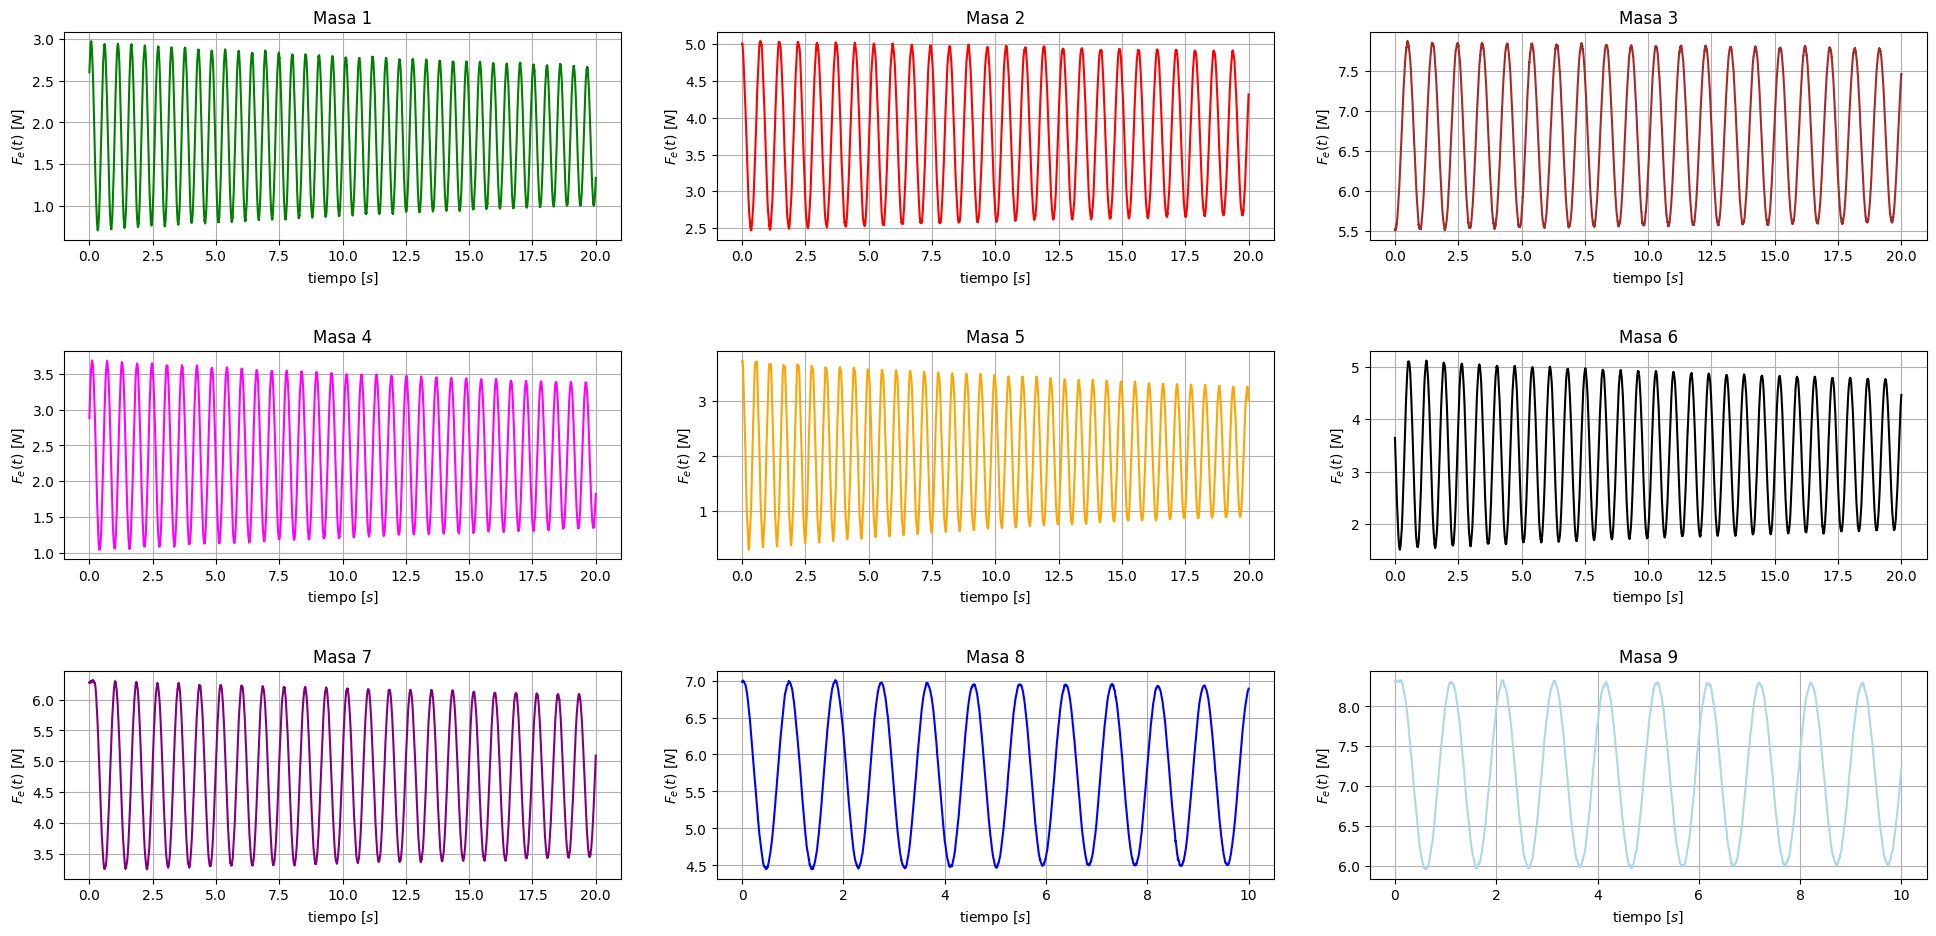 Masa 1
3.0
2.5
2.0
1.5
1.0
F_e(t) [N]
0.0 2.5 5.0 7.5 10.0 12.5 15.0 17.5 20.0
tiempo [s]
Masa 2
5.0
4.5
4.0
3.5
3.0
2.5
F_e(t) [N]
0.0 2.5 5.0 7.5 10.0 12.5 15.0 17.5 20.0
tiempo [s]
Masa 3
7.5
7.0
6.5
6.0
5.5
F_e(t) [N]
0.0 2.5 5.0 7.5 10.0 12.5 15.0 17.5 20.0
tiempo [s]
Masa 4
3.5
3.0
2.5
2.0
1.5
1.0
F_e(t) [N]
0.0 2.5 5.0 7.5 10.0 12.5 15.0 17.5 20.0
tiempo [s]
Masa 5
3
2
1
F_e(t) [N]
0.0 2.5 5.0 7.5 10.0 12.5 15.0 17.5 20.0
tiempo [s]
Masa 6
5
4
3
2
F_e(t) [N]
0.0 2.5 5.0 7.5 10.0 12.5 15.0 17.5 20.0
tiempo [s]
Masa 7
6.0
5.5
5.0
4.5
4.0
3.5
F_e(t) [N]
0.0 2.5 5.0 7.5 10.0 12.5 15.0 17.5 20.0
tiempo [s]
Masa 8
7.0
6.5
6.0
5.5
5.0
4.5
F_e(t) [N]
0 2 4 6 8 10
tiempo [s]
Masa 9
8.0
7.5
7.0
6.5
6.0
F_e(t) [N]
0 2 4 6 8 10
tiempo [s]